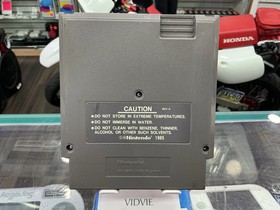 HONDA
CAUTION
•DO NOT STORE IN EXTREME TEMPERATURES.
•DO NOT IMMERSE IN WATER.
•DO NOT CLEAN WITH BENZENE, THINNER,
ALCOHOL OR OTHER SUCH SOLVENTS.
©Nintendo 1985
VIDVIE